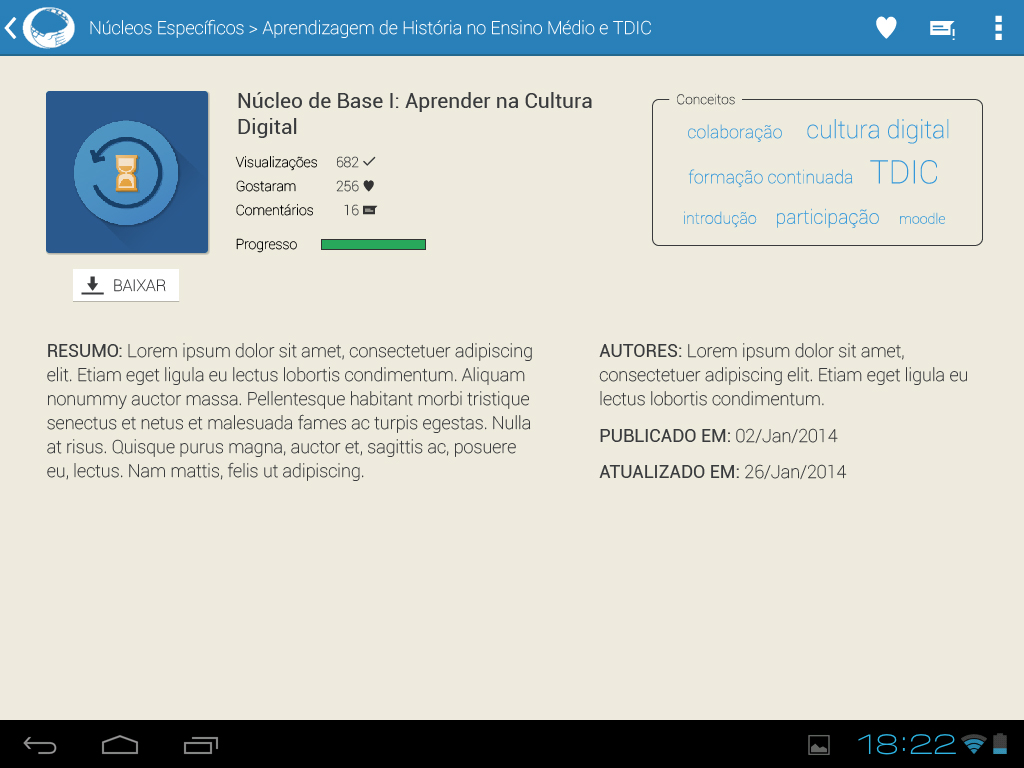 Núcleos Específicos > Aprendizagem de História no Ensino Médio e TDIC
Núcleo de Base I: Aprender na Cultura
Digital
Visualizações 682
Gostaram 256
Comentários 16
Progresso
BAIXAR
Conceitos
colaboração cultura digital
formação continuada TDIC
introdução participação moodle
RESUMO: Lorem ipsum dolor sit amet, consectetuer adipiscing
elit. Etiam eget ligula eu lectus lobortis condimentum. Aliquam
nonummy auctor massa. Pellentesque habitant morbi tristique
senectus et netus et malesuada fames ac turpis egestas. Nulla
at risus. Quisque purus magna, auctor et, sagittis ac, posuere
eu, lectus. Nam mattis, felis ut adipiscing.
AUTORES: Lorem ipsum dolor sit amet,
consectetuer adipiscing elit. Etiam eget ligula eu
lectus lobortis condimentum.
PUBLICADO EM: 02/Jan/2014
ATUALIZADO EM: 26/Jan/2014
18:22